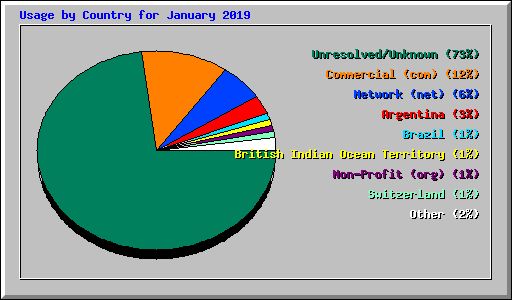 Usage by Country for January 2019
Unresolved/Unknown (73%)
Commercial (com) (12%)
Network (net) (6%)
Argentina (3%)
Brazil (1%)
British Indian Ocean Territory (1%)
Non-Profit (org) (1%)
Switzerland (1%)
Other (2%)